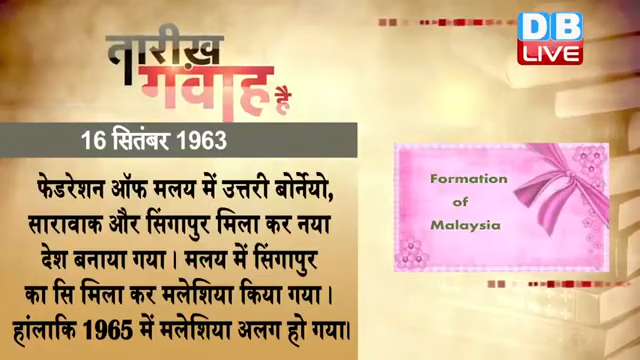 DB
LIVE
तारीख़
गवाह है
16 सितंबर 1963
फेडरेशन ऑफ मलय में उत्तरी बोर्नेयो,
सारावाक और सिंगापुर मिला कर नया
देश बनाया गया। मलय में सिंगापुर
का सि मिला कर मलेशिया किया गया।
हांलाकि 1965 में मलेशिया अलग हो गया।
Formation
of
Malaysia